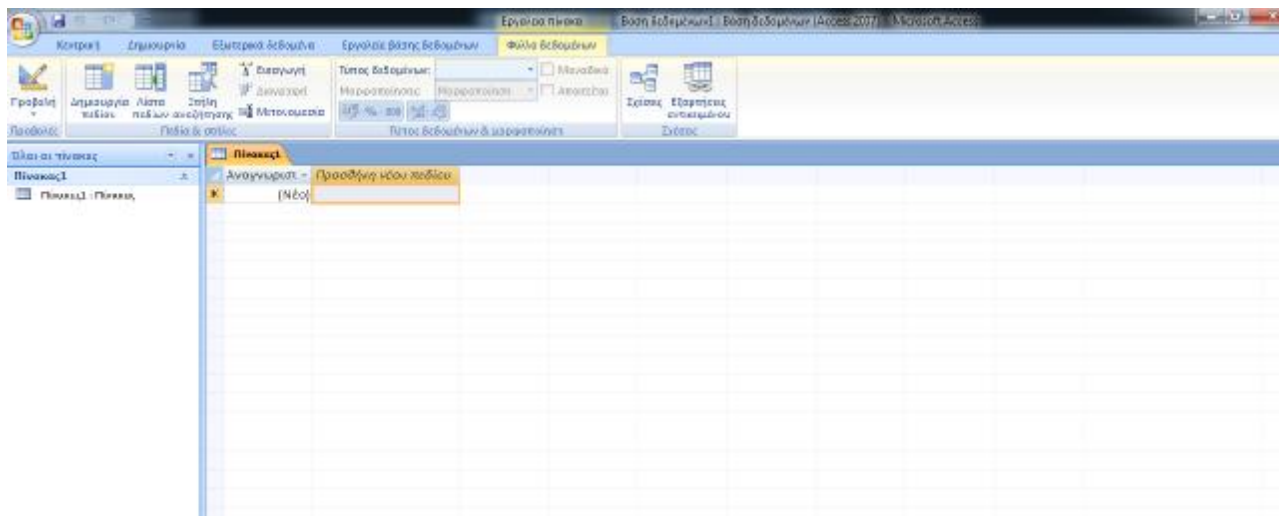 Εργαλεία πίνακα Βάση δεδομένων1 : Βάση δεδομένων (Access 2007) - Microsoft Access
Κεντρική Δημιουργία Εξωτερικά δεδομένα Εργαλεία βάσης δεδομένων Φύλλο δεδομένων
Προβολή
Δημιουργία πεδίου
Λίστα πεδίων
Στήλη αναζήτησης
Εισαγωγή
Διαγραφή
Μετονομασία
Τύπος δεδομένων:
Μορφοποίηση: Μορφοποίηση
% 000
Μοναδικό
Απαιτείται
Σχέσεις
Εξαρτήσεις αντικειμένου
Προβολές Πεδία & στήλες Τύπος δεδομένων & μορφοποίηση Σχέσεις
Όλοι οι πίνακες
Πίνακας1
Πίνακας1 : Πίνακας
Πίνακας1
Αναγνωριστ Προσθήκη νέου πεδίου
(Νέο)